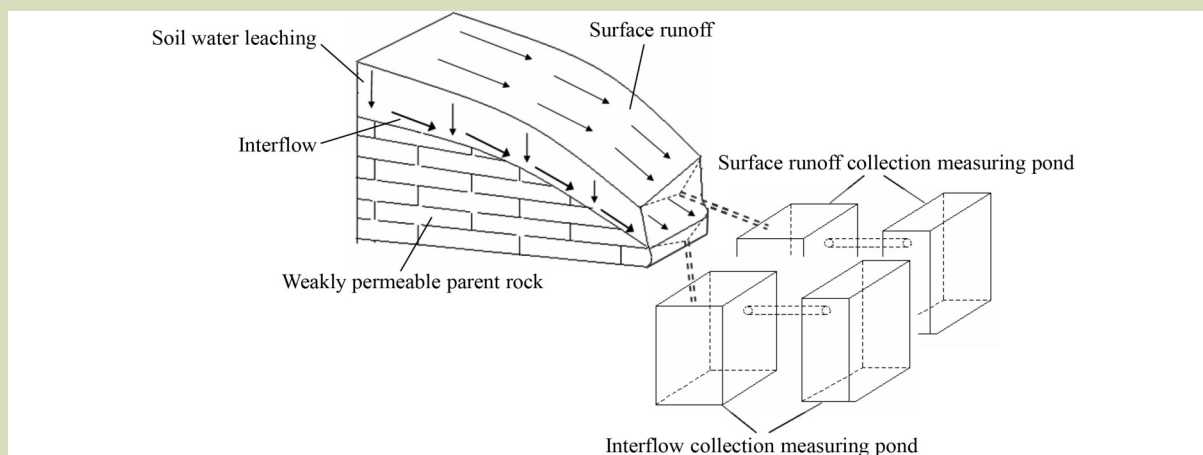 Soil water leaching
Surface runoff
Interflow
Surface runoff collection measuring pond
Weakly permeable parent rock
Interflow collection measuring pond